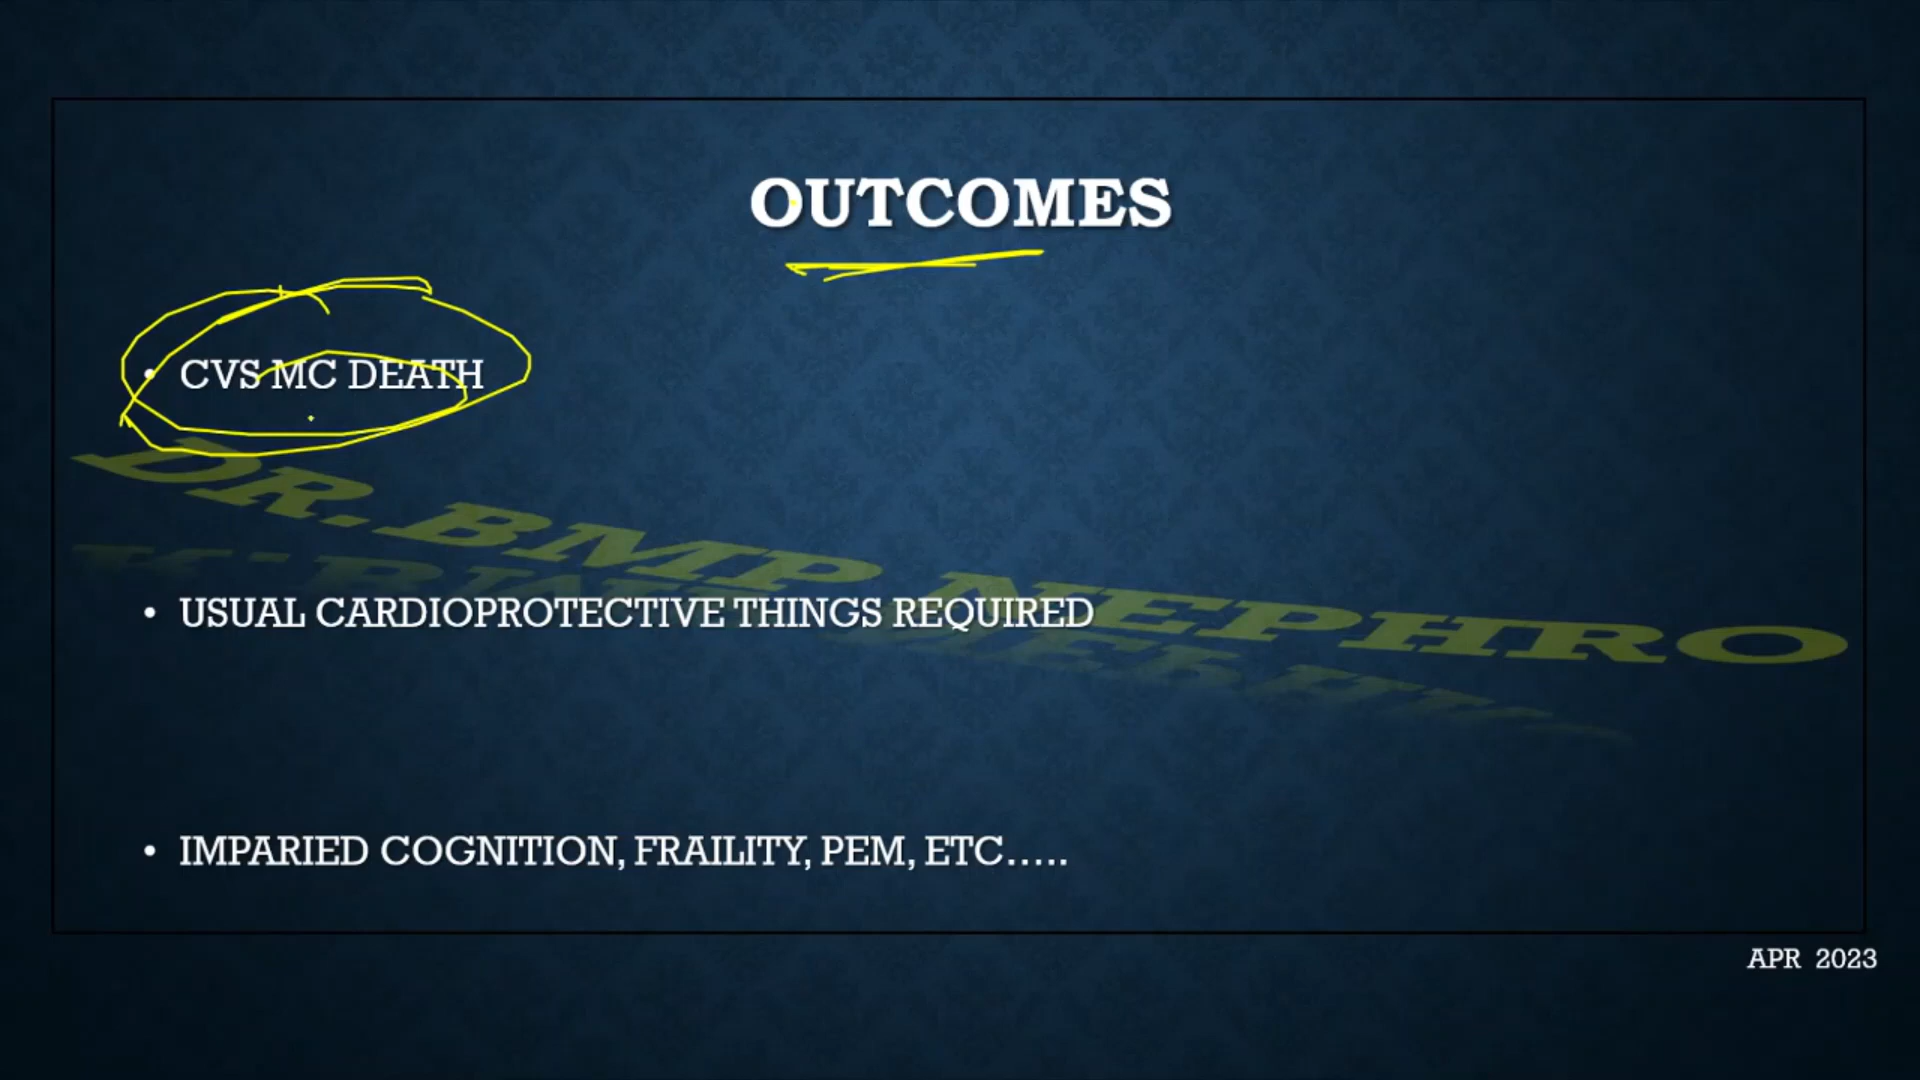 OUTCOMES
• CVS MC DEATH
DR. BMP NEPHRO
• USUAL CARDIOPROTECTIVE THINGS REQUIRED
• IMPARIED COGNITION, FRAILITY, PEM, ETC.....
APR 2023